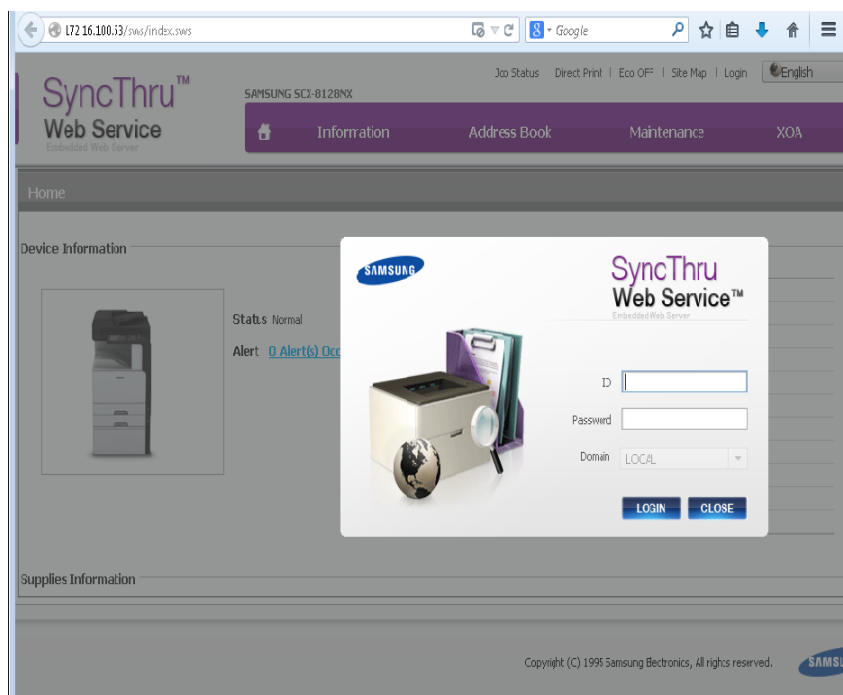 172.16.100.53/sws/index.sws
Google
SyncThru™
Web Service
Embedded Web Server
SAMSUNG SCX-8128NX
Job Status Direct Print | Eco OFF | Site Map | Login
English
Information Address Book Maintenance XOA
Home
Device Information
Status Normal
Alert 0 Alert(s) Occ
SAMSUNG
SyncThru
Web Service™
Embedded Web Server
ID
Password
Domain LOCAL
LOGIN CLOSE
Supplies Information
Copyright (C) 1995 Samsung Electronics, All rights reserved.
SAMSU